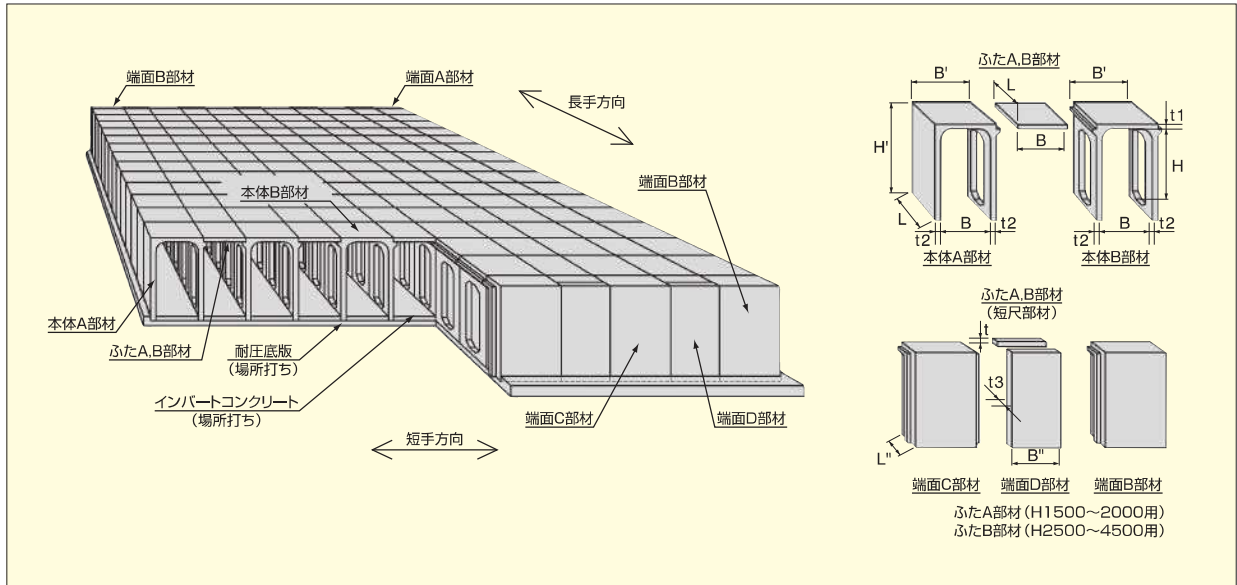 端面B部材
端面A部材
長手方向
本体B部材
端面B部材
本体A部材
ふたA,B部材
耐圧底版
(場所打ち)
インバートコンクリート
(場所打ち)
短手方向
端面C部材
端面D部材
ふたA,B部材
B'
L
B'
t1
H'
B
H
L
t2
B
t2
t2
B
t2
本体A部材
本体B部材
ふたA,B部材
(短尺部材)
t
t3
L"
B"
端面C部材
端面D部材
端面B部材
ふたA部材(H1500〜2000用)
ふたB部材(H2500〜4500用)